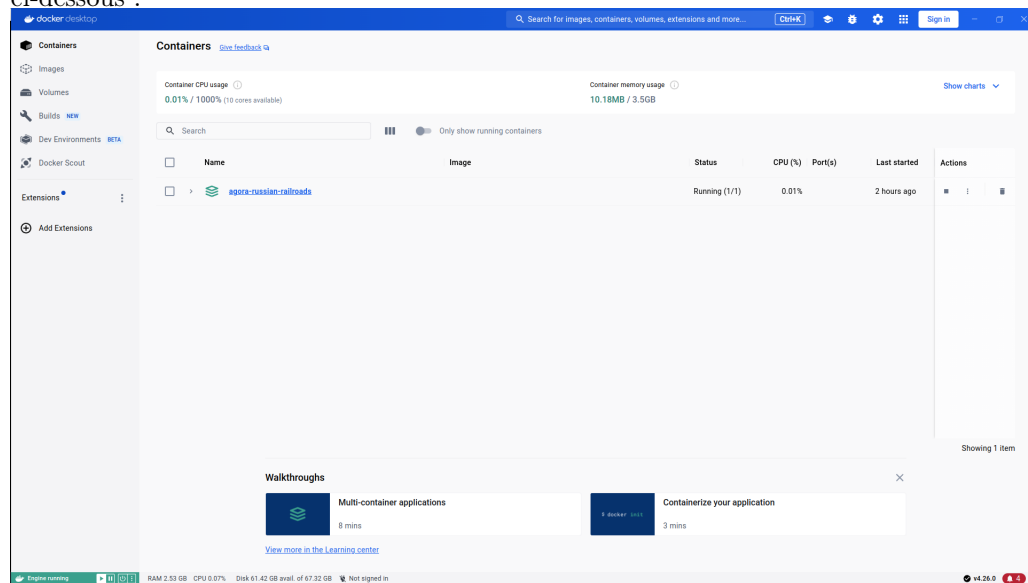 ci-dessous :
docker desktop
Search for images, containers, volumes, extensions and more...
Ctrl+K
Sign in
Containers
Images
Volumes
Builds NEW
Dev Environments BETA
Docker Scout
Extensions
Add Extensions
Containers Give feedback
Container CPU usage
0.01% / 1000% (10 cores available)
Container memory usage
10.18MB / 3.5GB
Show charts
Search
Only show running containers
Name Image Status CPU (%) Port(s) Last started Actions
agora-russian-railroads Running (1/1) 0.01% 2 hours ago
Showing 1 item
Walkthroughs
Multi-container applications
8 mins
$ docker init
Containerize your application
3 mins
View more in the Learning center
Engine running
RAM 2.53 GB CPU 0.07% Disk 61.42 GB avail. of 67.32 GB Not signed in
v4.26.0
4